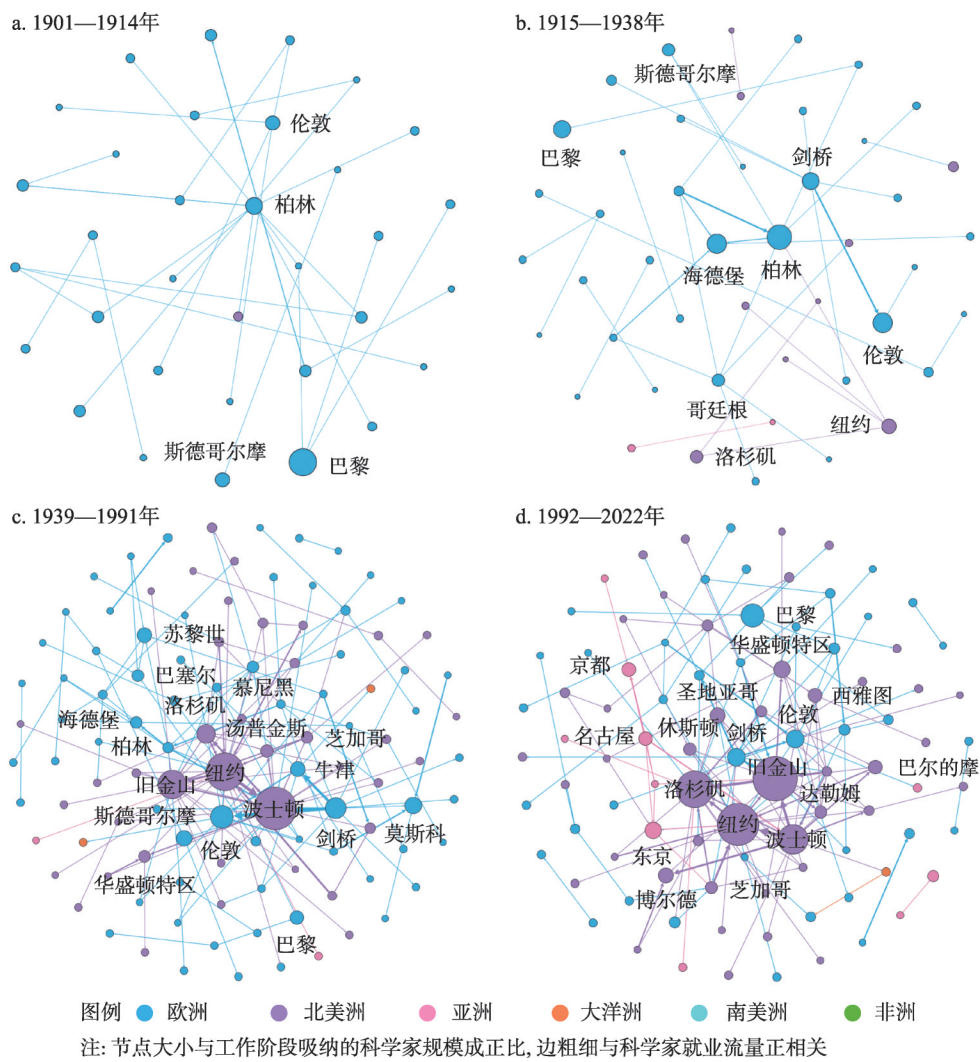 a. 1901—1914年
伦敦
柏林
斯德哥尔摩
巴黎
b. 1915—1938年
斯德哥尔摩
巴黎
剑桥
海德堡
柏林
伦敦
哥廷根
纽约
洛杉矶
c. 1939—1991年
苏黎世
巴塞尔
慕尼黑
洛杉矶
海德堡
汤普金斯
芝加哥
柏林
纽约
牛津
旧金山
波士顿
斯德哥尔摩
剑桥
莫斯科
伦敦
华盛顿特区
巴黎
d. 1992—2022年
巴黎
华盛顿特区
京都
圣地亚哥
西雅图
伦敦
休斯顿
名古屋
剑桥
旧金山
巴尔的摩
洛杉矶
达勒姆
纽约
波士顿
东京
芝加哥
博尔德
图例 欧洲 北美洲 亚洲 大洋洲 南美洲 非洲
注: 节点大小与工作阶段吸纳的科学家规模成正比, 边粗细与科学家就业流量正相关